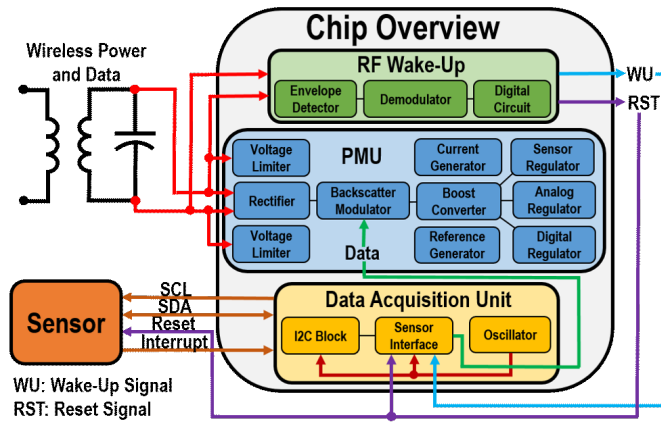 Chip Overview
Wireless Power
and Data
RF Wake-Up
Envelope
Detector
Demodulator
Digital
Circuit
WU
RST
PMU
Voltage
Limiter
Current
Generator
Sensor
Regulator
Rectifier
Backscatter
Modulator
Boost
Converter
Analog
Regulator
Voltage
Limiter
Data
Reference
Generator
Digital
Regulator
Sensor
SCL
SDA
Reset
Interrupt
Data Acquisition Unit
I2C Block
Sensor
Interface
Oscillator
WU: Wake-Up Signal
RST: Reset Signal